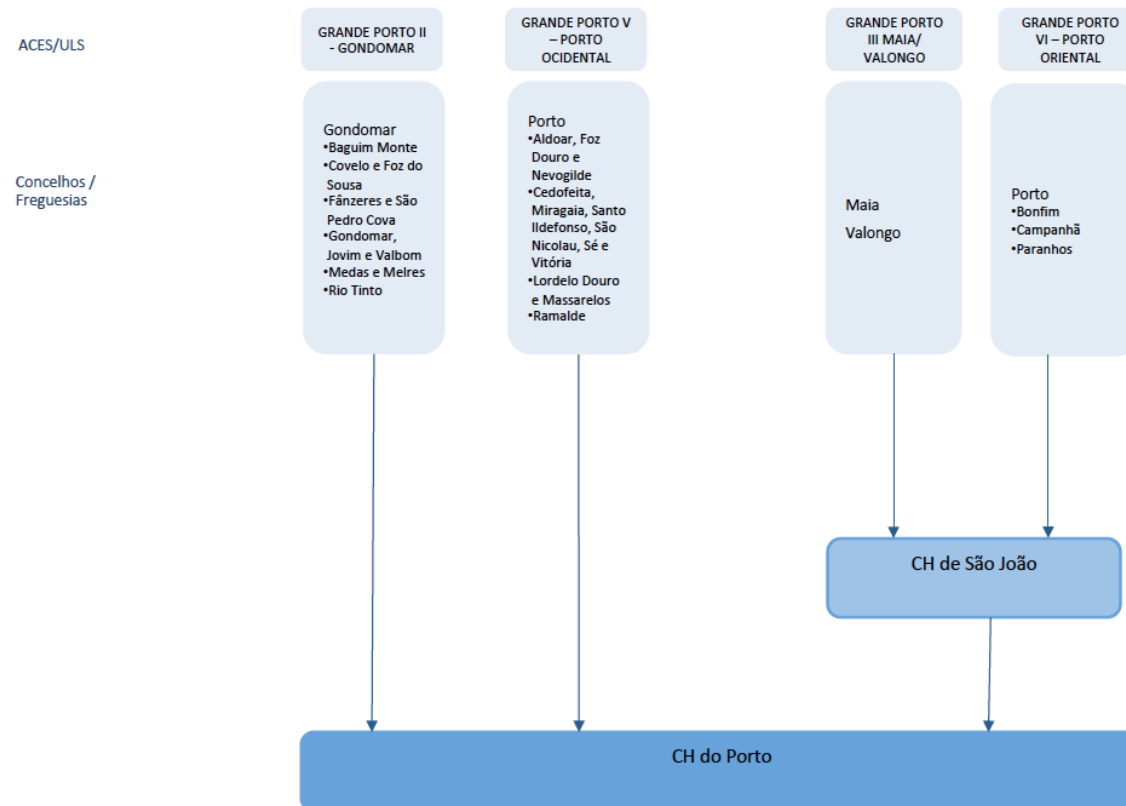 ACES/ULS
GRANDE PORTO II
- GONDOMAR
GRANDE PORTO V
– PORTO
OCIDENTAL
GRANDE PORTO
III MAIA/
VALONGO
GRANDE PORTO
VI – PORTO
ORIENTAL
Concelhos /
Freguesias
Gondomar
•Baguim Monte
•Covelo e Foz do
Sousa
•Fânzeres e São
Pedro Cova
•Gondomar,
Jovim e Valbom
•Medas e Melres
•Rio Tinto
Porto
•Aldoar, Foz
Douro e
Nevogilde
•Cedofeita,
Miragaia, Santo
Ildefonso, São
Nicolau, Sé e
Vitória
•Lordelo Douro
e Massarelos
•Ramalde
Maia
Valongo
Porto
•Bonfim
•Campanhã
•Paranhos
CH de São João
CH do Porto